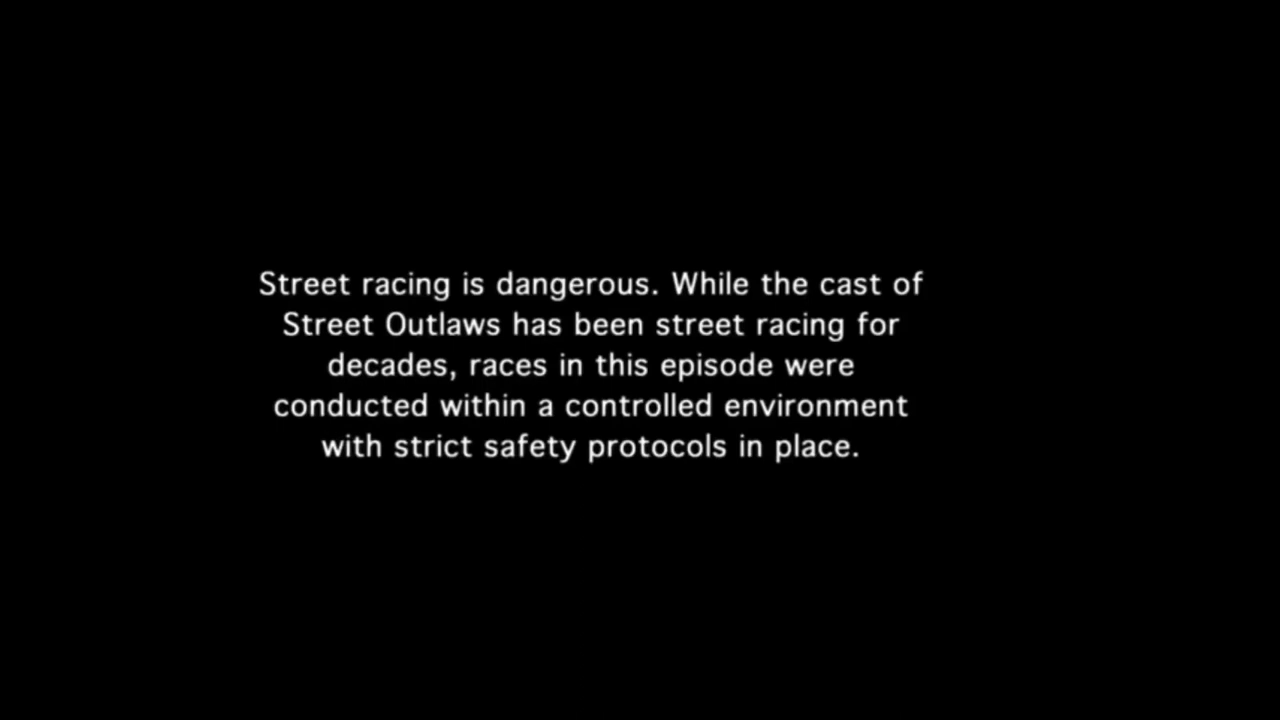 Street racing is dangerous. While the cast of
Street Outlaws has been street racing for
decades, races in this episode were
conducted within a controlled environment
with strict safety protocols in place.